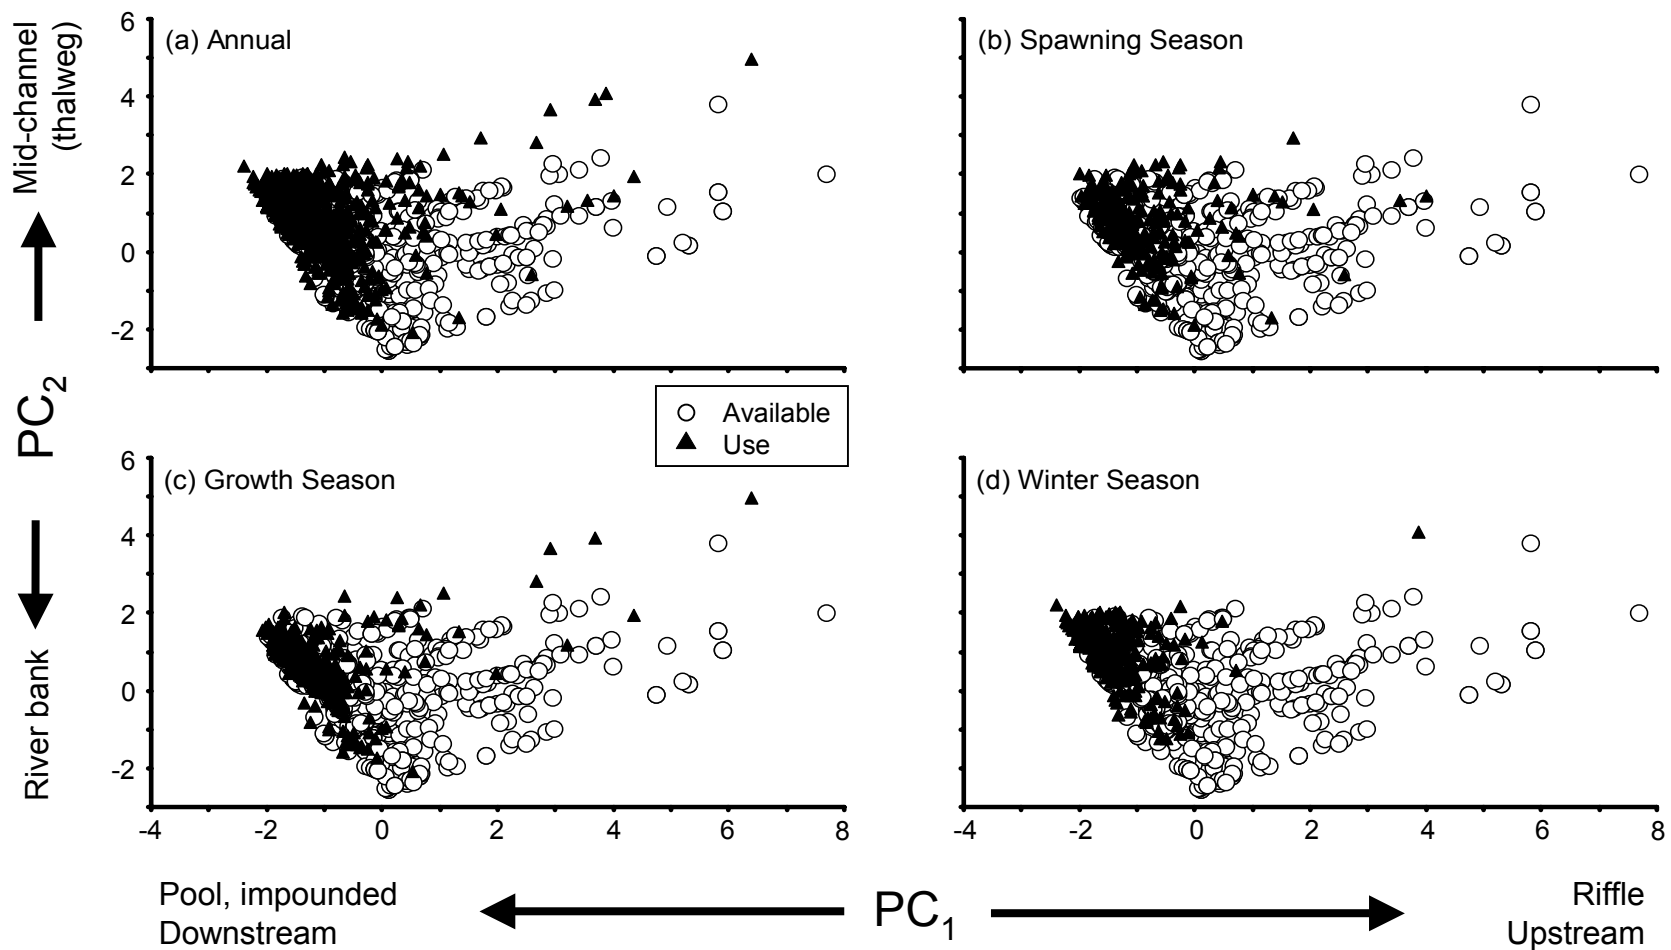 6
4
2
0
-2
(a) Annual
(b) Spawning Season
Mid-channel
(thalweg)
PC2
River bank
Available
Use
6
4
2
0
-2
(c) Growth Season
(d) Winter Season
-4 -2 0 2 4 6 8
-4 -2 0 2 4 6 8
Pool, impounded
Downstream
PC1
Riffle
Upstream